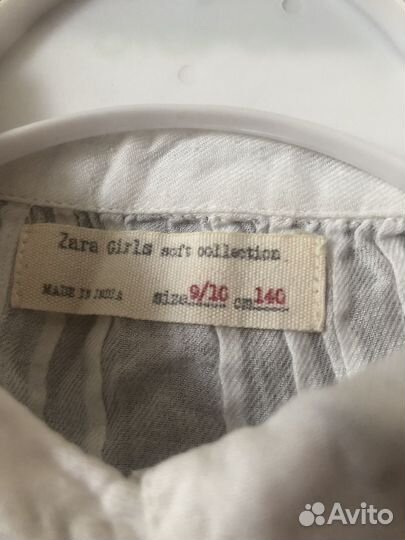 Zara Girls soft collection
MADE IN INDIA size 9/10 cm 140
Avito